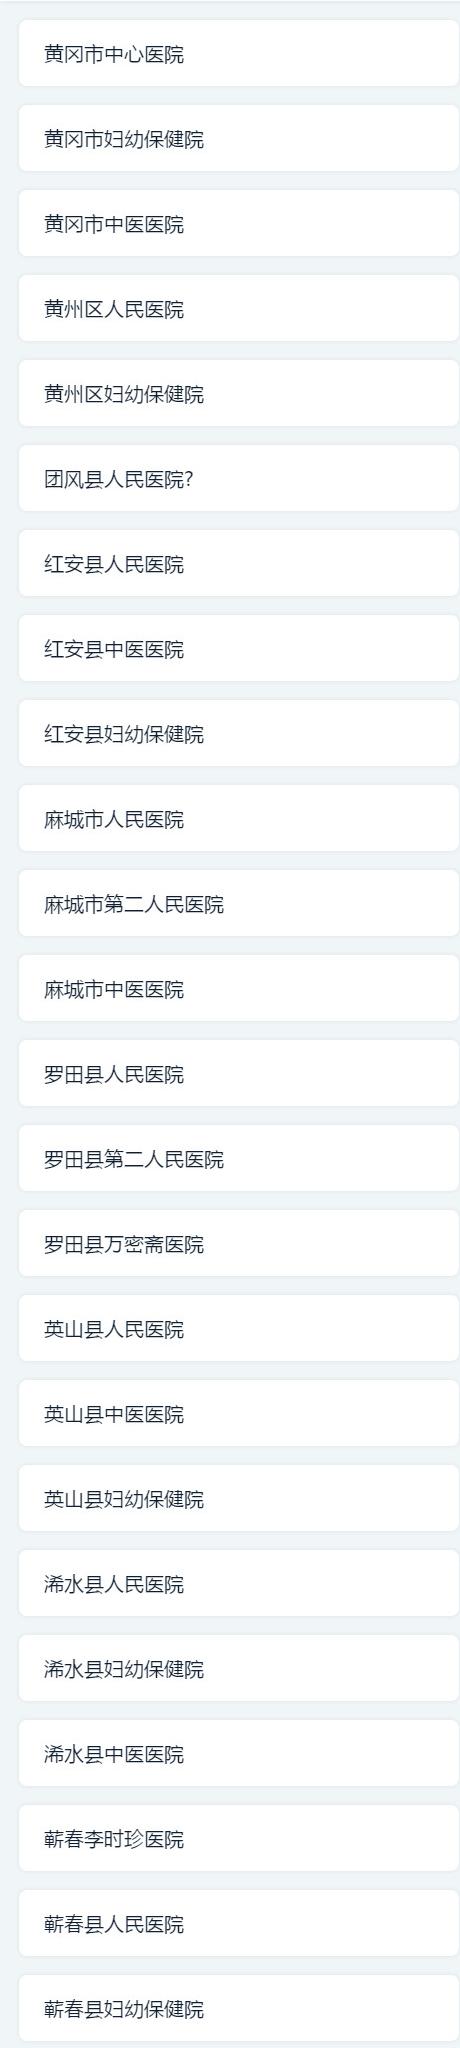 黄冈市中心医院
黄冈市妇幼保健院
黄冈市中医医院
黄州区人民医院
黄州区妇幼保健院
团风县人民医院?
红安县人民医院
红安县中医医院
红安县妇幼保健院
麻城市人民医院
麻城市第二人民医院
麻城市中医医院
罗田县人民医院
罗田县第二人民医院
罗田县万密斋医院
英山县人民医院
英山县中医医院
英山县妇幼保健院
浠水县人民医院
浠水县妇幼保健院
浠水县中医医院
蕲春李时珍医院
蕲春县人民医院
蕲春县妇幼保健院